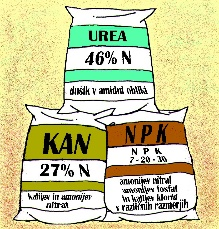 UREA
46% N
dušik v amidni obliki
KAN
27% N
kalijev in amonijev
nitrat
NPK
N P K
7-20-30
amonijev nitrat
amonijev fosfat
in kalijev klorid
v različnih razmerjih